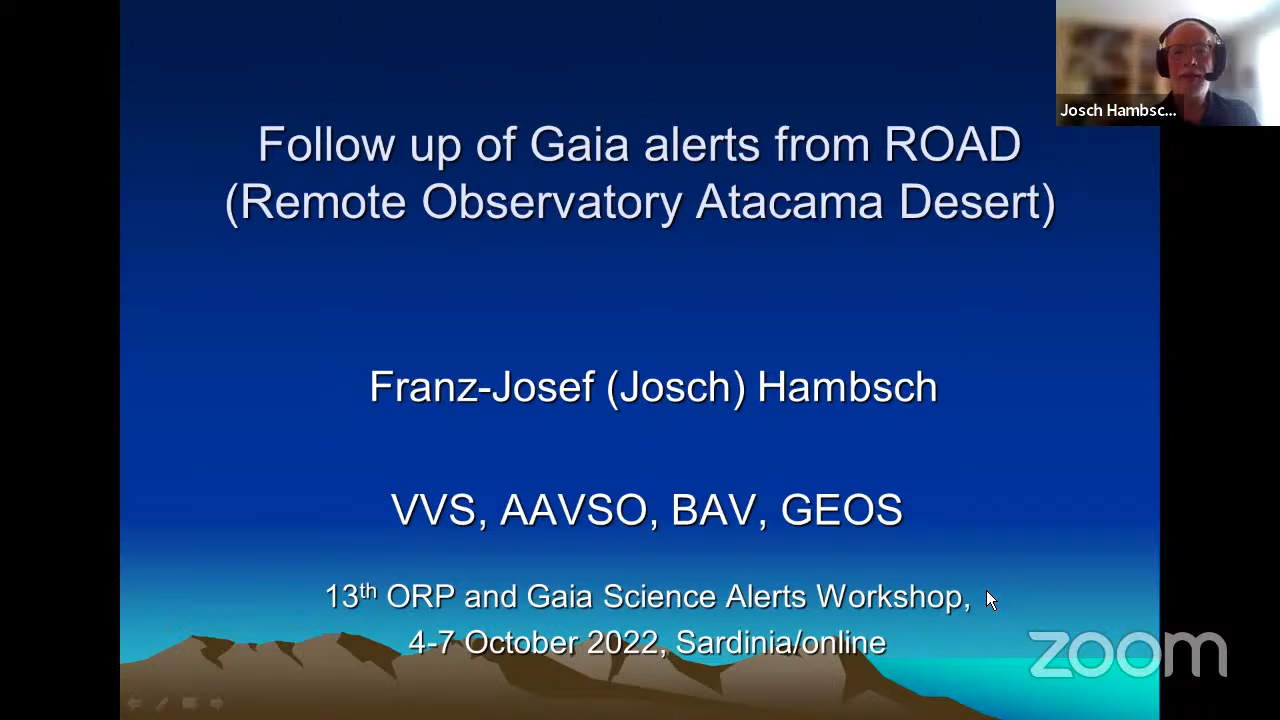 Follow up of Gaia alerts from ROAD
(Remote Observatory Atacama Desert)
Franz-Josef (Josch) Hambsch
VVS, AAVSO, BAV, GEOS
13th ORP and Gaia Science Alerts Workshop,
4-7 October 2022, Sardinia/online
Josch Hambsc...
zoom